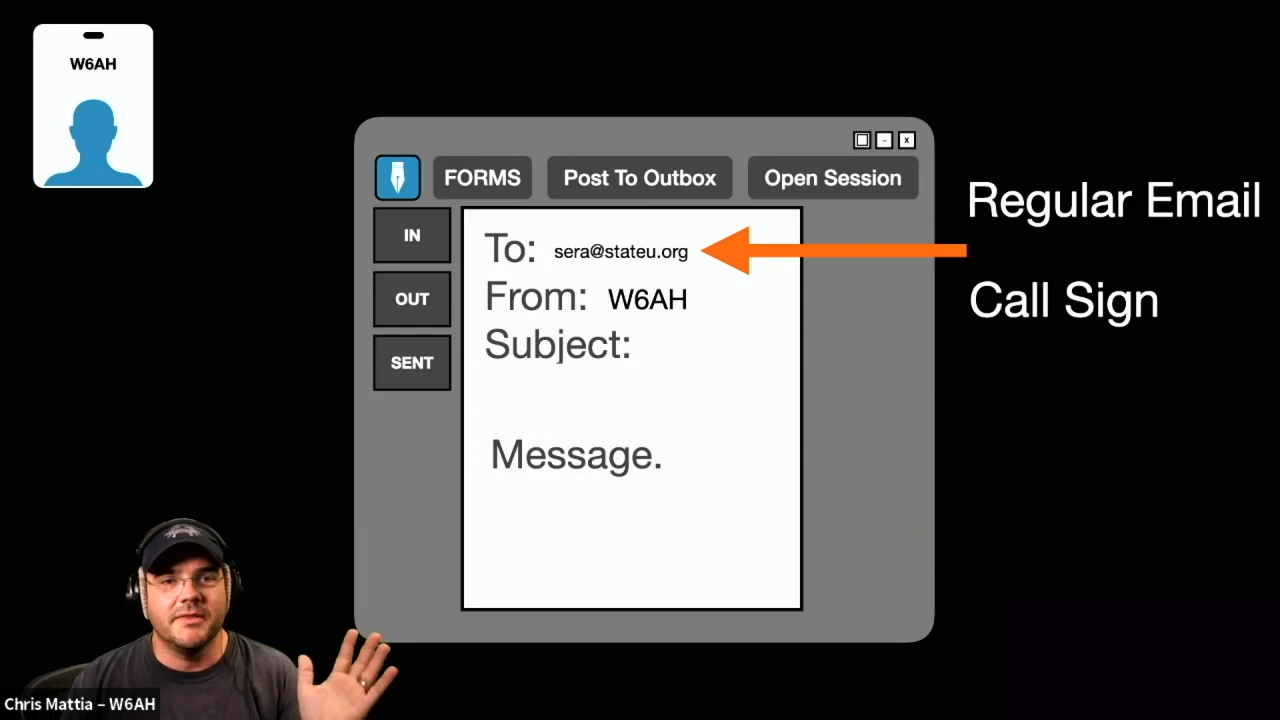 W6AH
FORMS
Post To Outbox
Open Session
IN
OUT
SENT
To: sera@stateu.org
From: W6AH
Subject:
Message.
Regular Email
Call Sign
Chris Mattia – W6AH